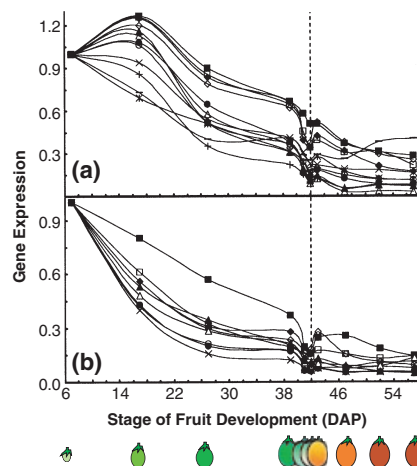 1.2
0.9
0.6
0.3
(a)
Gene Expression
0.9
0.6
0.3
0.0
(b)
6 14 22 30 38 46 54
Stage of Fruit Development (DAP)